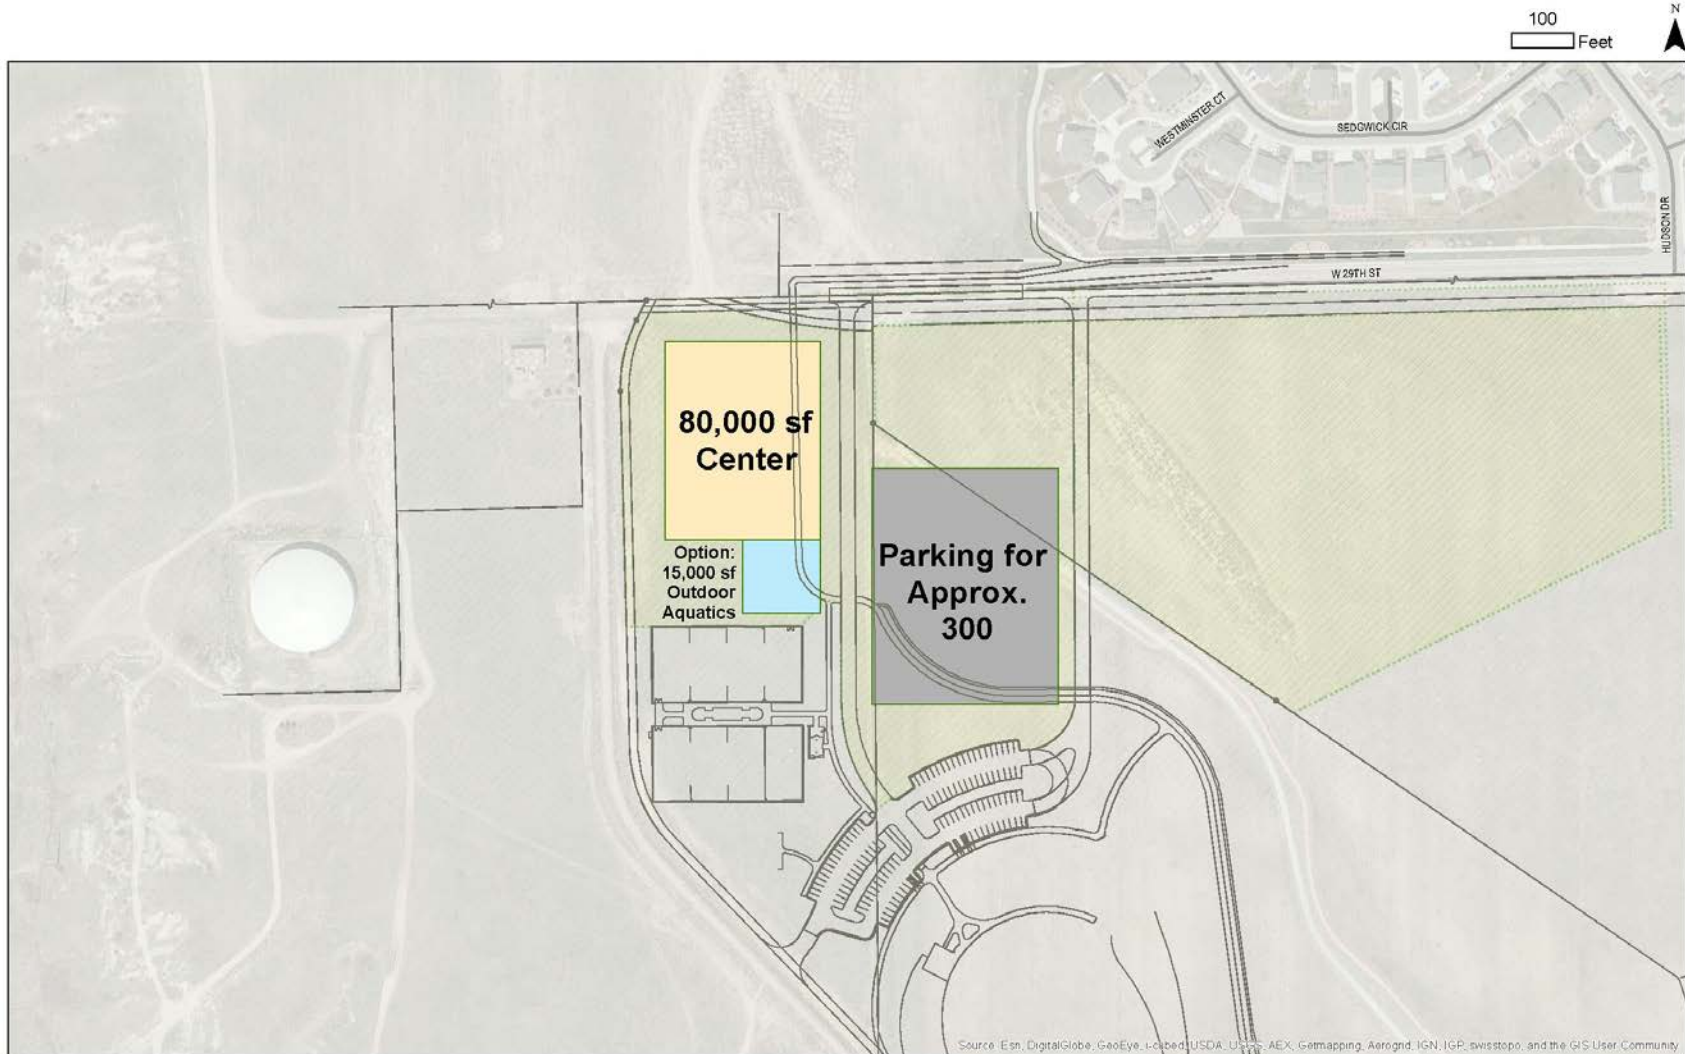 N
100
Feet
WESTMINSTER CT
SEDGWICK CIR
HUDSON DR
W 29TH ST
80,000 sf
Center
Option:
15,000 sf
Outdoor
Aquatics
Parking for
Approx.
300
Source: Esri, DigitalGlobe, GeoEye, i-cubed, USDA, USGS, AEX, Getmapping, Aerogrid, IGN, IGP, swisstopo, and the GIS User Community